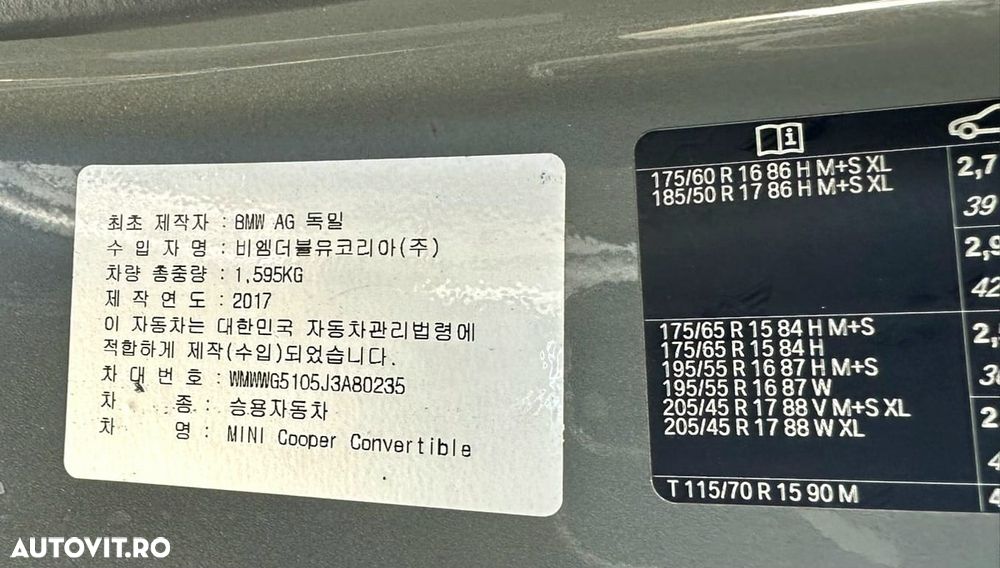 최초 제작자 : BMW AG 독일
수 입 자 명 : 비엠더블유코리아(주)
차량 총중량 : 1,595KG
제 작 연 도 : 2017
이 자동차는 대한민국 자동차관리법령에
적합하게 제작(수입)되었습니다.
차 대 번 호 : WMWWG5105J3A80235
차 종 : 승용자동차
차 명 : MINI Cooper Convertible
175/60 R 16 86 H M+S XL
185/50 R 17 86 H M+S XL
2,7
39
2,9
42
175/65 R 15 84 H M+S
175/65 R 15 84 H
195/55 R 16 87 H M+S
195/55 R 16 87 W
205/45 R 17 88 V M+S XL
205/45 R 17 88 W XL
T 115/70 R 15 90 M
AUTOVIT.RO